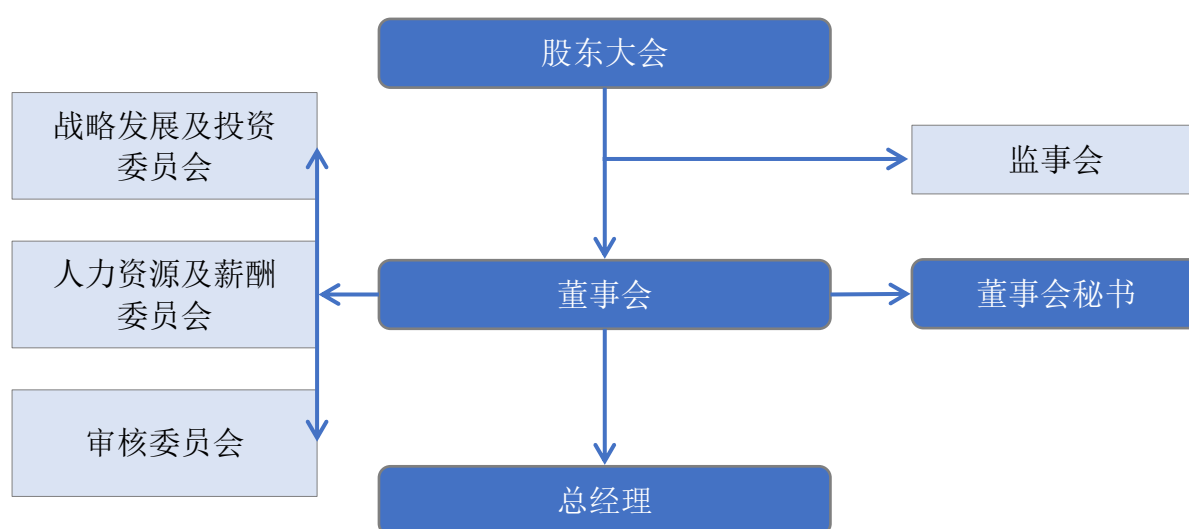 股东大会
战略发展及投资
委员会
监事会
人力资源及薪酬
委员会
董事会
董事会秘书
审核委员会
总经理